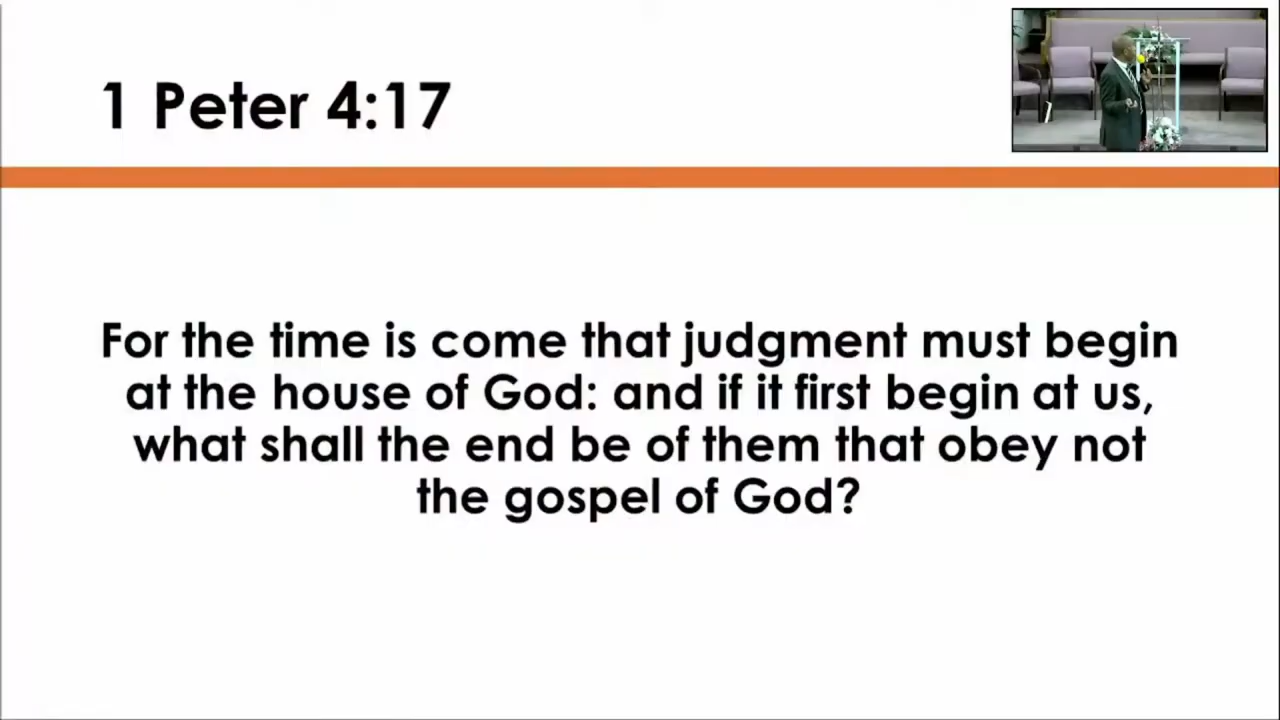 1 Peter 4:17
For the time is come that judgment must begin
at the house of God: and if it first begin at us,
what shall the end be of them that obey not
the gospel of God?